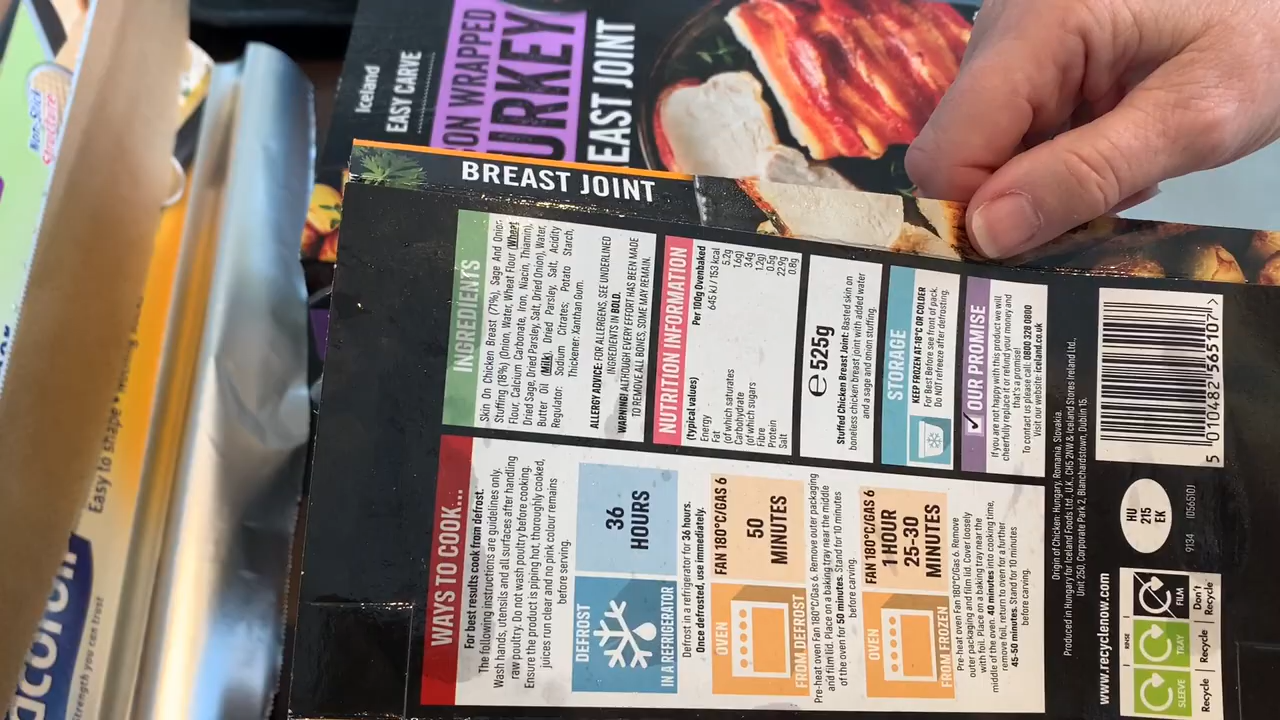 Iceland
EASY CARVE
ON WRAPPED
URKEY
EAST JOINT
BREAST JOINT
INGREDIENTS
Skin On Chicken Breast (71%), Sage And Onion
Stuffing (16%) (Onion, Water, Wheat Flour (Wheat
Flour, Calcium Carbonate, Iron, Niacin, Thiamin),
Dried Sage, Dried Parsley, Salt, Dried Onion), Water,
Butter Oil (Milk), Dried Parsley, Salt, Acidity
Regulator: Sodium Citrates; Potato Starch,
Thickener: Xanthan Gum.
ALLERGY ADVICE: FOR ALLERGENS, SEE UNDERLINED
INGREDIENTS IN BOLD.
WARNING! ALTHOUGH EVERY EFFORT HAS BEEN MADE
TO REMOVE ALL BONES, SOME MAY REMAIN.
NUTRITION INFORMATION
(typical values) Per 100g Ovenbaked
Energy 645 kJ / 153 kcal
Fat 5.2g
(of which saturates 1.6g)
Carbohydrate 3.4g
(of which sugars 1.2g)
Fibre 0.5g
Protein 22.9g
Salt 0.8g
e 525g
Stuffed Chicken Breast Joint: Basted skin on
boneless chicken breast joint with added water
and a sage and onion stuffing.
STORAGE
KEEP FROZEN AT-18°C OR COLDER
For Best Before see front of pack.
Do NOT refreeze after defrosting.
OUR PROMISE
If you are not happy with this product we will
cheerfully replace it or refund your money and
that's a promise!
To contact us please call: 0800 328 0800
Visit our website: iceland.co.uk
WAYS TO COOK...
For best results cook from defrost.
The following instructions are guidelines only.
Wash hands, utensils and all surfaces after handling
raw poultry. Do not wash poultry before cooking.
Ensure the product is piping hot, thoroughly cooked,
juices run clear and no pink colour remains
before serving.
DEFROST
IN A REFRIGERATOR
36
HOURS
Defrost in a refrigerator for 36 hours.
Once defrosted, use immediately.
OVEN
FROM DEFROST
FAN 180°C/GAS 6
50
MINUTES
Pre-heat oven Fan 180°C/Gas 6. Remove outer packaging
and film lid. Place on a baking tray near the middle
of the oven for 50 minutes. Stand for 10 minutes
before carving.
OVEN
FROM FROZEN
FAN 180°C/GAS 6
1 HOUR
25-30
MINUTES
Pre-heat oven Fan 180°C/Gas 6. Remove
outer packaging and film lid. Cover loosely
with foil. Place on a baking tray near the
middle of the oven. 40 minutes into cooking time,
remove foil, return to oven for a further
45-50 minutes. Stand for 10 minutes
before carving.
Origin of Chicken: Hungary, Romania, Slovakia.
Produced in Hungary for Iceland Foods Ltd., U.K., CH5 2NW & Iceland Stores Ireland Ltd.,
Unit 250, Corporate Park 2, Blanchardstown, Dublin 15.
www.recyclenow.com
RINSE
SLEEVE
TRAY
FILM
Recycle
Recycle
Don't
Recycle
HU
215
EK
9134
5 010482 565107 >
Non-Stick
Easy to shape
Strength you can trust